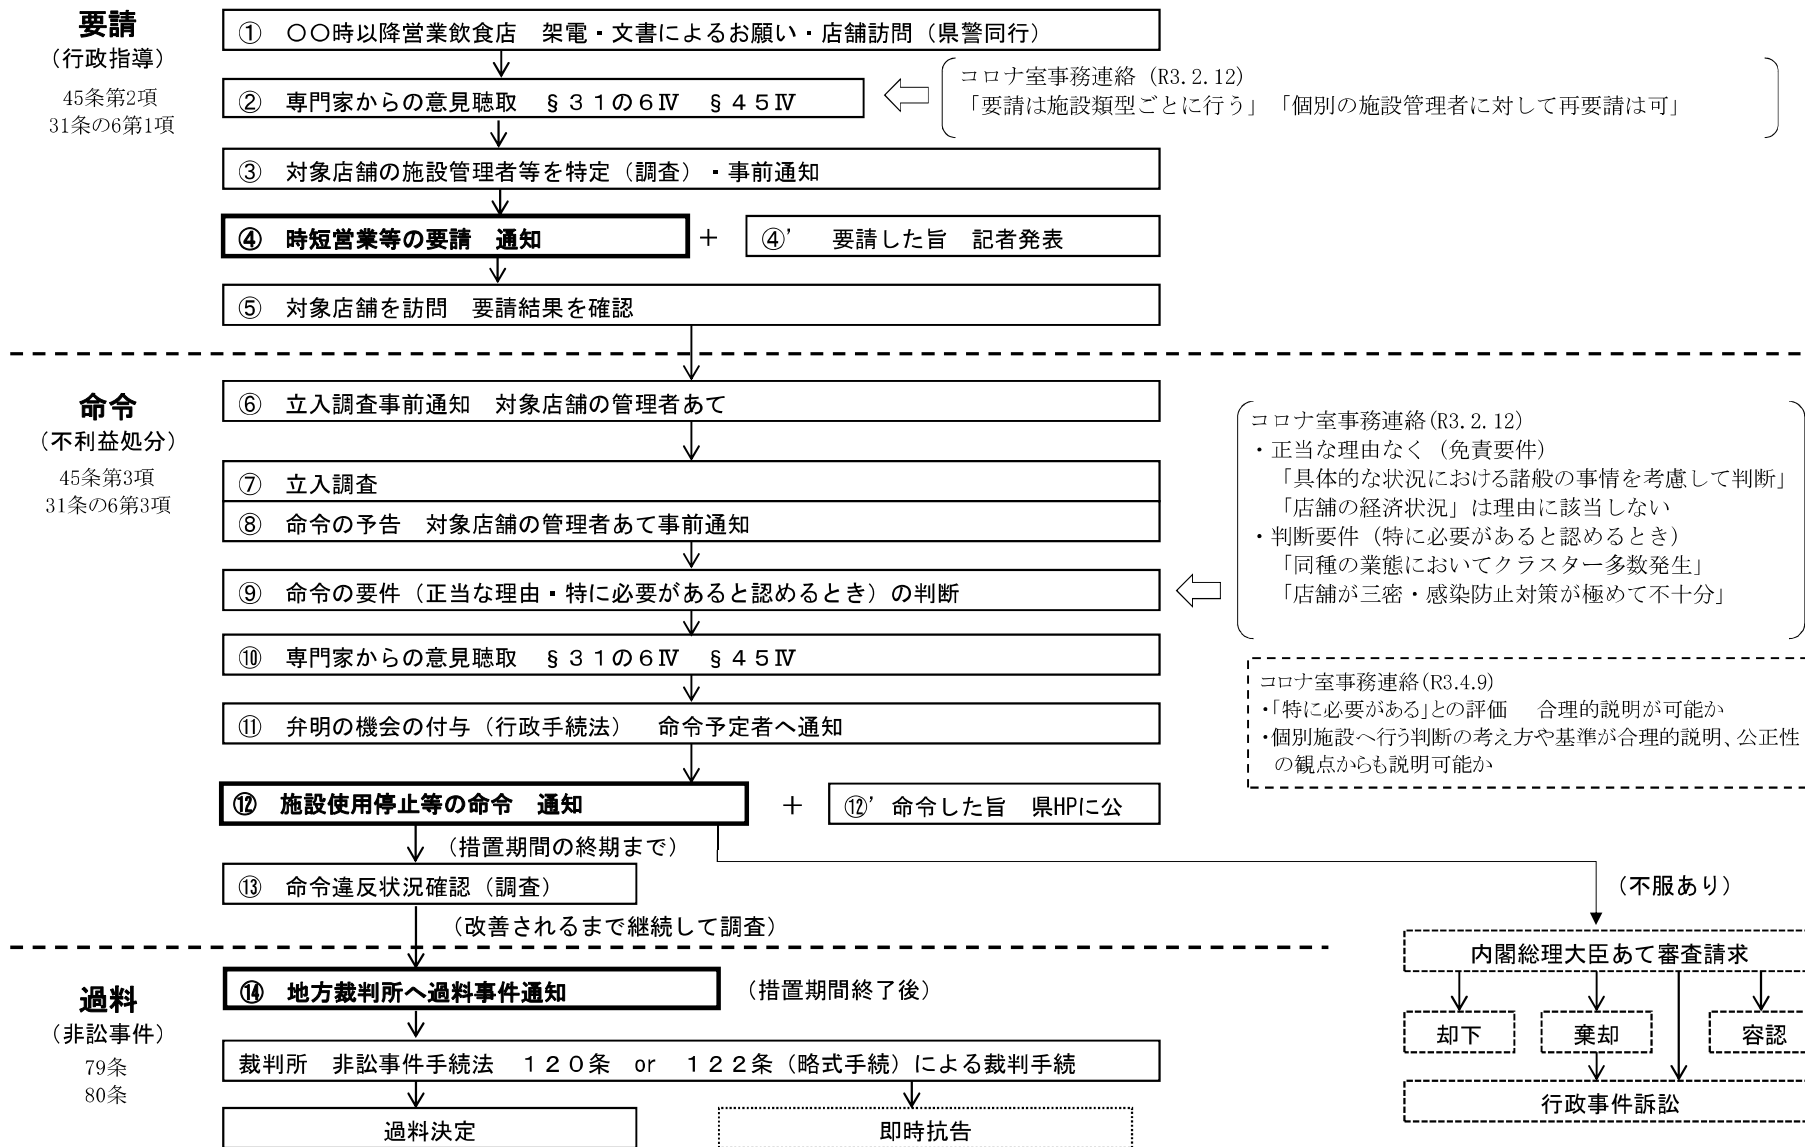 要請
（行政指導）
45条第2項
31条の6第1項
① 〇〇時以降営業飲食店 架電・文書によるお願い・店舗訪問（県警同行）
② 専門家からの意見聴取 §３１の６Ⅳ §４５Ⅳ
コロナ室事務連絡（R3.2.12）
「要請は施設類型ごとに行う」「個別の施設管理者に対して再要請は可」
③ 対象店舗の施設管理者等を特定（調査）・事前通知
④ 時短営業等の要請 通知
＋
④’ 要請した旨 記者発表
⑤ 対象店舗を訪問 要請結果を確認
命令
（不利益処分）
45条第3項
31条の6第3項
⑥ 立入調査事前通知 対象店舗の管理者あて
⑦ 立入調査
⑧ 命令の予告 対象店舗の管理者あて事前通知
⑨ 命令の要件（正当な理由・特に必要があると認めるとき）の判断
コロナ室事務連絡(R3.2.12)
・正当な理由なく（免責要件）
「具体的な状況における諸般の事情を考慮して判断」
「店舗の経済状況」は理由に該当しない
・判断要件（特に必要があると認めるとき）
「同種の業態においてクラスター多数発生」
「店舗が三密・感染防止対策が極めて不十分」
⑩ 専門家からの意見聴取 §３１の６Ⅳ §４５Ⅳ
コロナ室事務連絡(R3.4.9)
・「特に必要がある」との評価 合理的説明が可能か
・個別施設へ行う判断の考え方や基準が合理的説明、公正性
の観点からも説明可能か
⑪ 弁明の機会の付与（行政手続法） 命令予定者へ通知
⑫ 施設使用停止等の命令 通知
＋
⑫’ 命令した旨 県HPに公
（措置期間の終期まで）
⑬ 命令違反状況確認（調査）
（改善されるまで継続して調査）
（不服あり）
内閣総理大臣あて審査請求
却下
棄却
容認
行政事件訴訟
過料
（非訟事件）
79条
80条
⑭ 地方裁判所へ過料事件通知
（措置期間終了後）
裁判所 非訟事件手続法 １２０条 or １２２条（略式手続）による裁判手続
過料決定
即時抗告